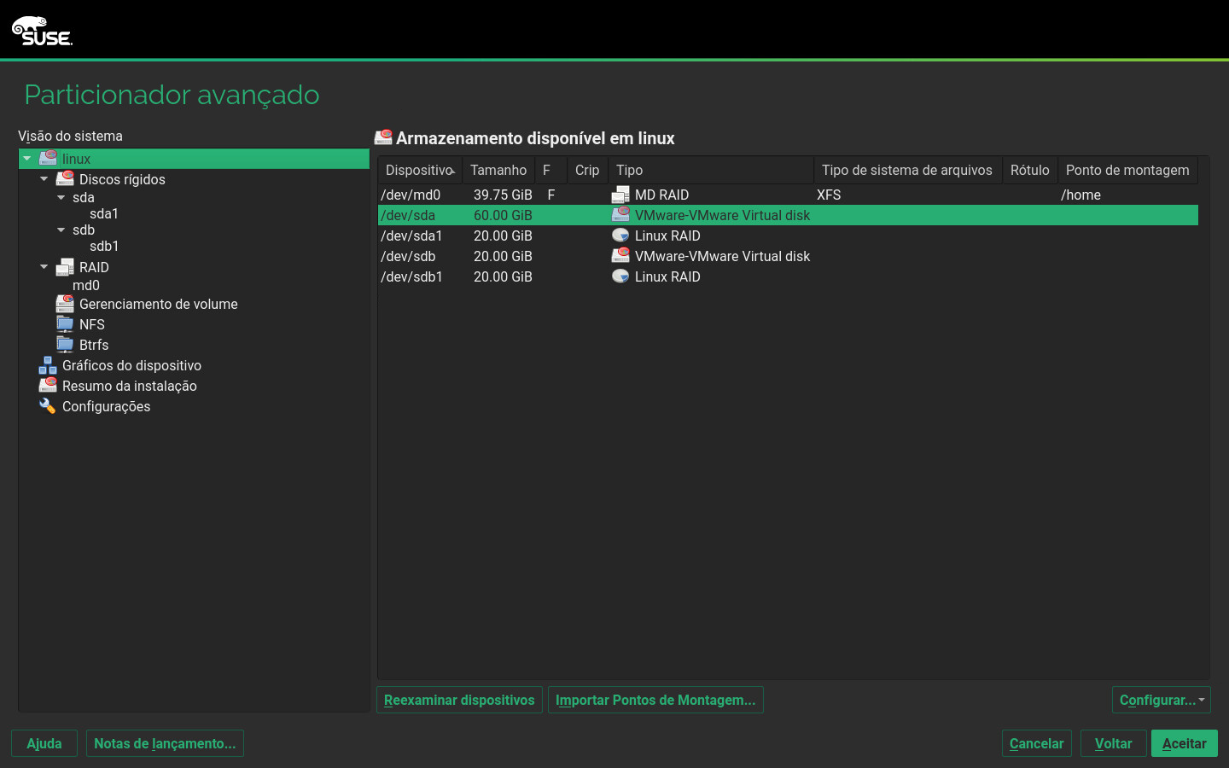 SUSE
Particionador avançado
Visão do sistema
linux
Discos rígidos
sda
sda1
sdb
sdb1
RAID
md0
Gerenciamento de volume
NFS
Btrfs
Gráficos do dispositivo
Resumo da instalação
Configurações
Armazenamento disponível em linux
Dispositivo Tamanho F Crip Tipo Tipo de sistema de arquivos Rótulo Ponto de montagem
/dev/md0 39.75 GiB F MD RAID XFS /home
/dev/sda 60.00 GiB VMware-VMware Virtual disk
/dev/sda1 20.00 GiB Linux RAID
/dev/sdb 20.00 GiB VMware-VMware Virtual disk
/dev/sdb1 20.00 GiB Linux RAID
Reexaminar dispositivos Importar Pontos de Montagem... Configurar...
Ajuda Notas de lançamento... Cancelar Voltar Aceitar